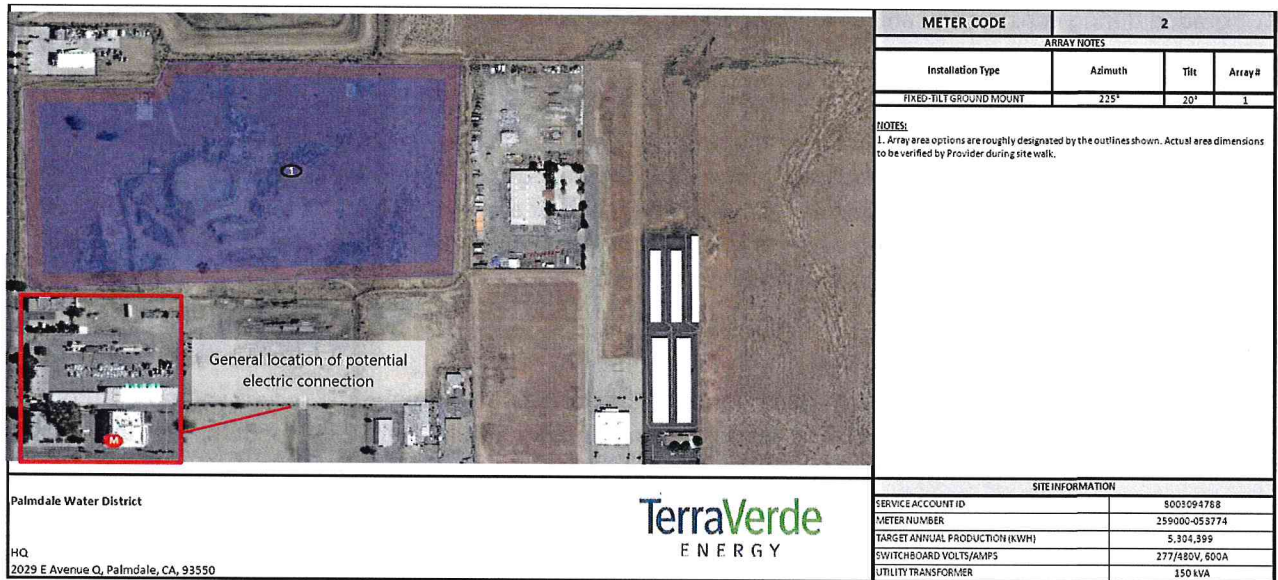 METER CODE 2
ARRAY NOTES
Installation Type Azimuth Tilt Array#
FIXED-TILT GROUND MOUNT 225° 20° 1
NOTES:
1. Array area options are roughly designated by the outlines shown. Actual area dimensions
to be verified by Provider during site walk.
1
General location of potential
electric connection
M
Palmdale Water District
HQ
2029 E Avenue Q, Palmdale, CA, 93550
TerraVerde
ENERGY
SITE INFORMATION
SERVICE ACCOUNT ID 8003094788
METER NUMBER 259000-053774
TARGET ANNUAL PRODUCTION (KWH) 5,304,399
SWITCHBOARD VOLTS/AMPS 277/480V, 600A
UTILITY TRANSFORMER 150 kVA